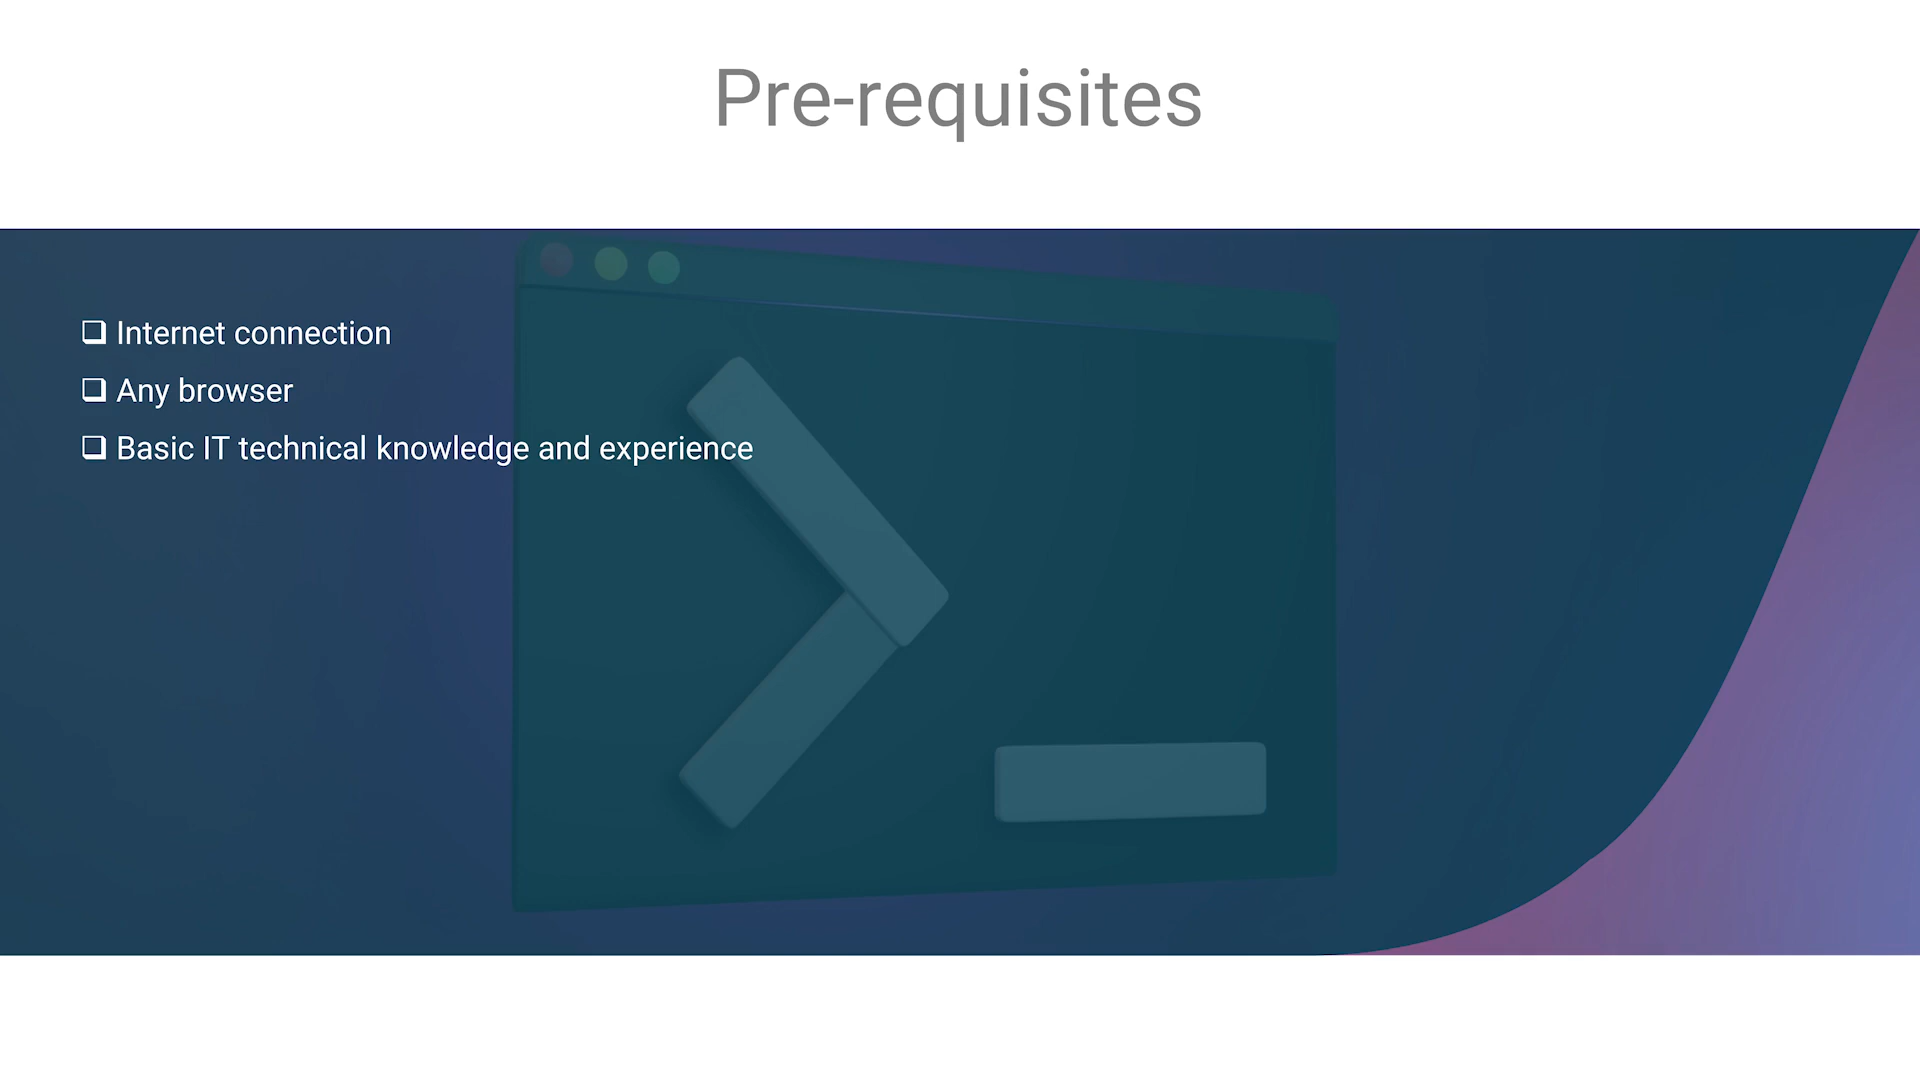 Pre-requisites
❑ Internet connection
❑ Any browser
❑ Basic IT technical knowledge and experience